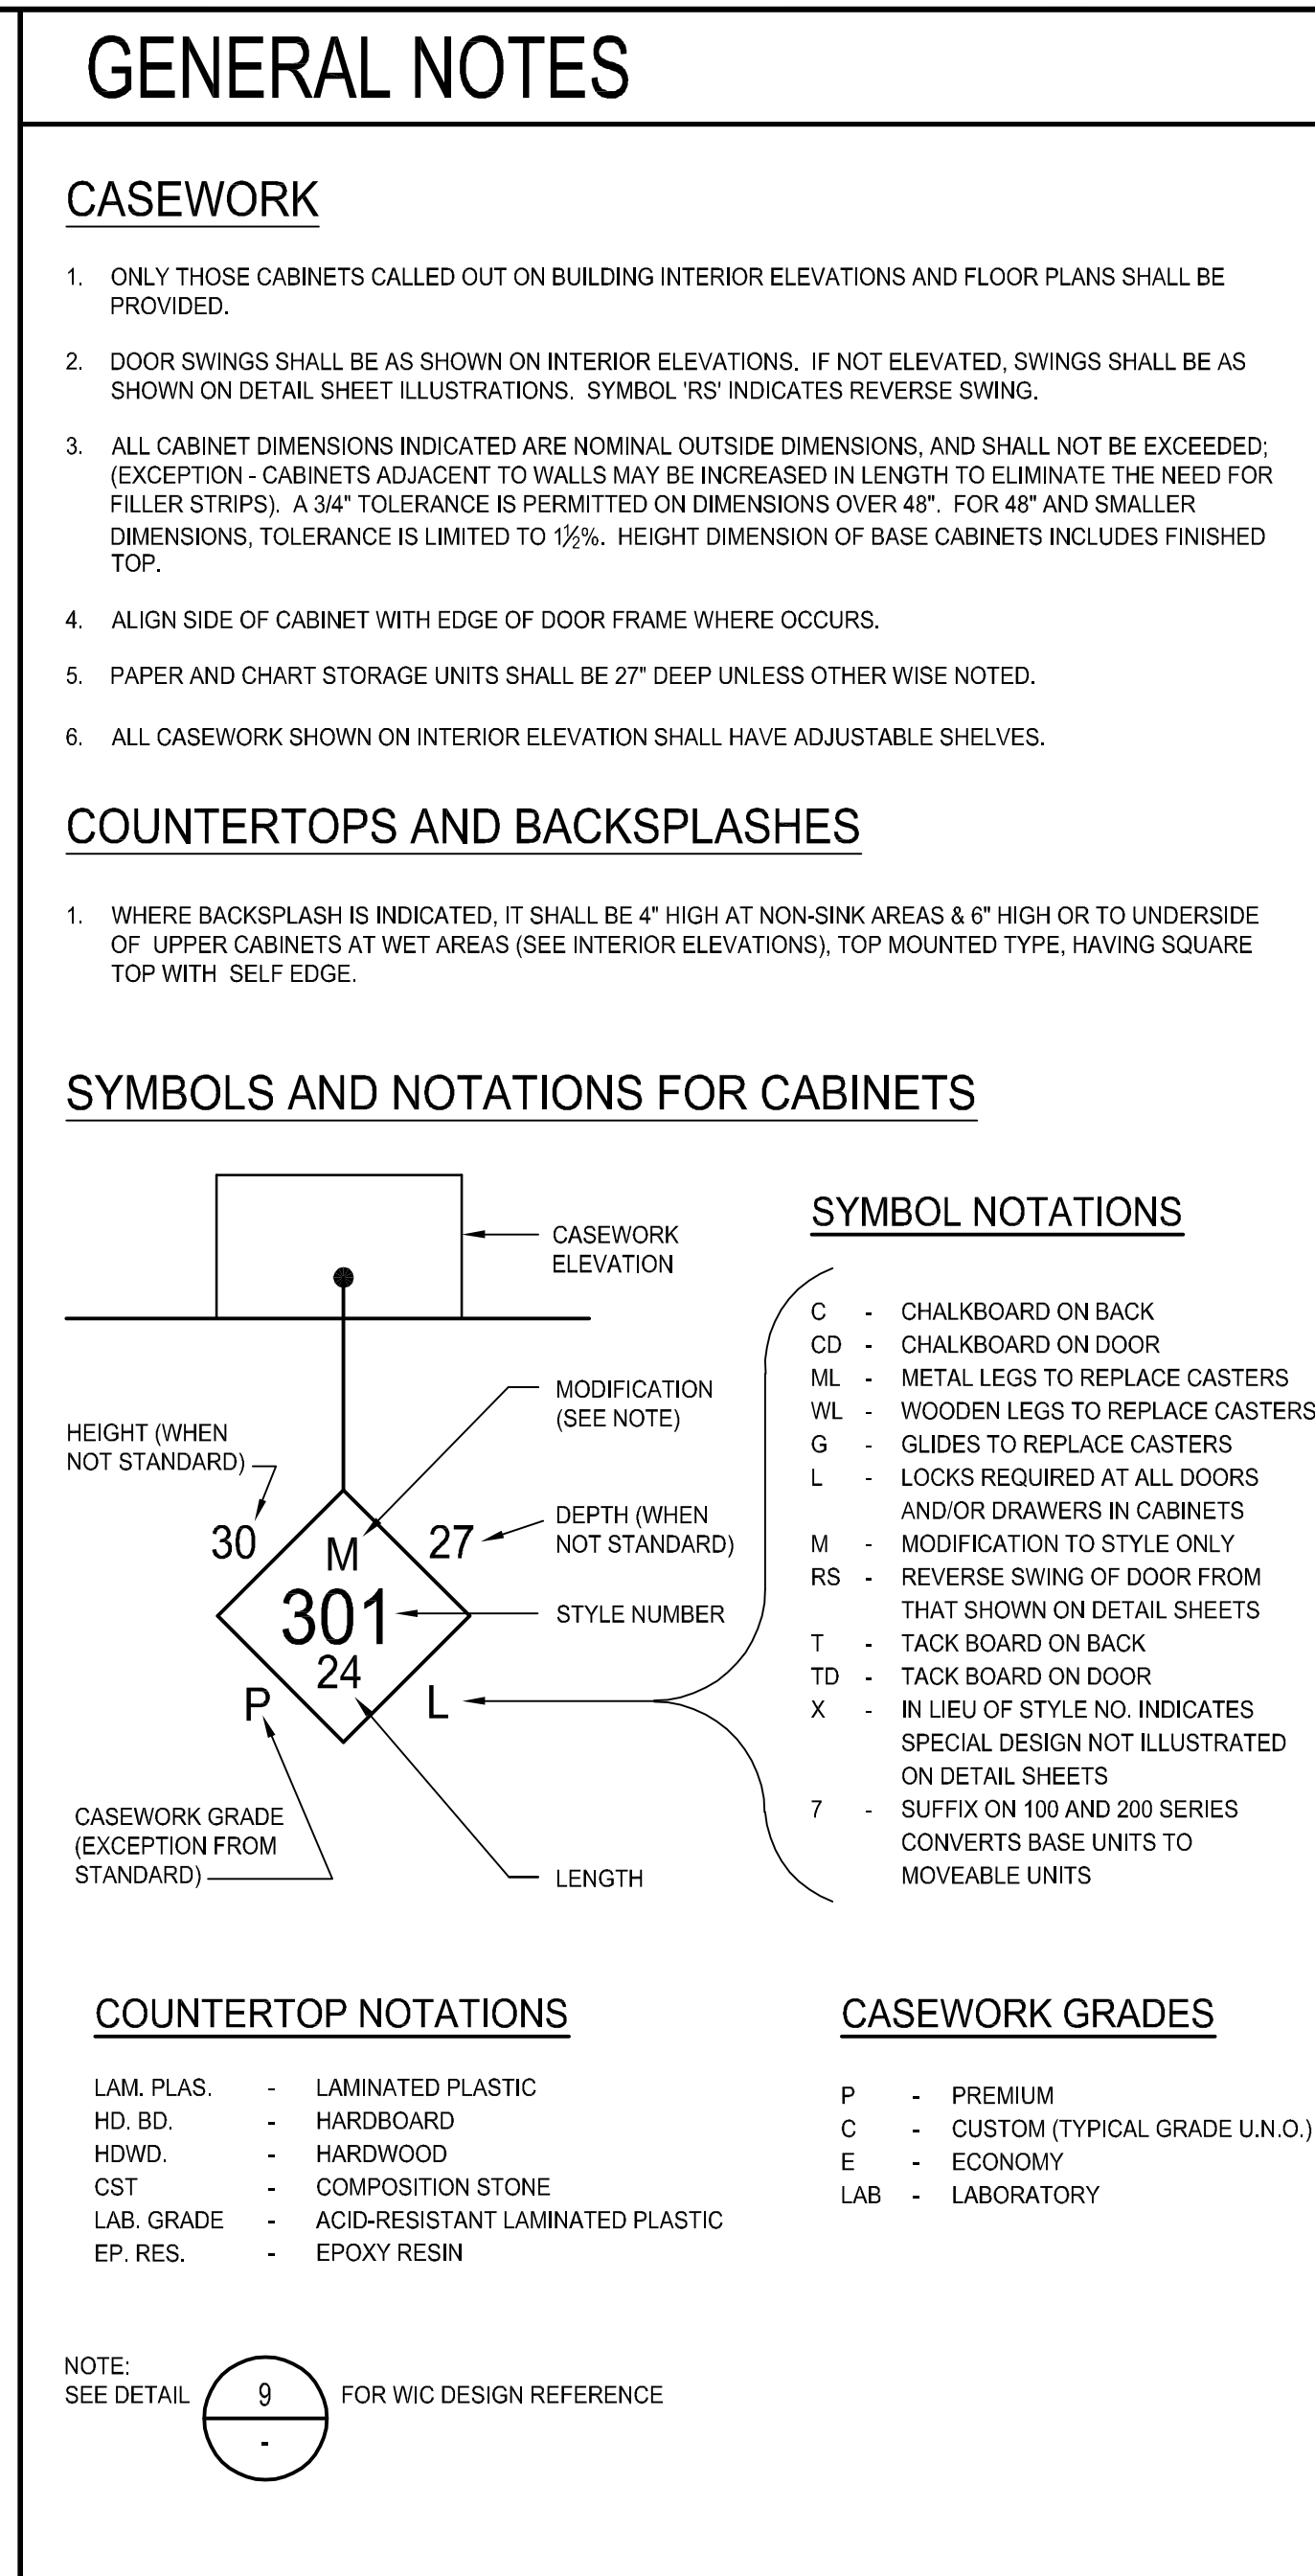 GENERAL NOTES
CASEWORK
1. ONLY THOSE CABINETS CALLED OUT ON BUILDING INTERIOR ELEVATIONS AND FLOOR PLANS SHALL BE
PROVIDED.
2. DOOR SWINGS SHALL BE AS SHOWN ON INTERIOR ELEVATIONS. IF NOT ELEVATED, SWINGS SHALL BE AS
SHOWN ON DETAIL SHEET ILLUSTRATIONS. SYMBOL 'RS' INDICATES REVERSE SWING.
3. ALL CABINET DIMENSIONS INDICATED ARE NOMINAL OUTSIDE DIMENSIONS, AND SHALL NOT BE EXCEEDED;
(EXCEPTION - CABINETS ADJACENT TO WALLS MAY BE INCREASED IN LENGTH TO ELIMINATE THE NEED FOR
FILLER STRIPS). A 3/4" TOLERANCE IS PERMITTED ON DIMENSIONS OVER 48". FOR 48" AND SMALLER
DIMENSIONS, TOLERANCE IS LIMITED TO 1½%. HEIGHT DIMENSION OF BASE CABINETS INCLUDES FINISHED
TOP.
4. ALIGN SIDE OF CABINET WITH EDGE OF DOOR FRAME WHERE OCCURS.
5. PAPER AND CHART STORAGE UNITS SHALL BE 27" DEEP UNLESS OTHER WISE NOTED.
6. ALL CASEWORK SHOWN ON INTERIOR ELEVATION SHALL HAVE ADJUSTABLE SHELVES.
COUNTERTOPS AND BACKSPLASHES
1. WHERE BACKSPLASH IS INDICATED, IT SHALL BE 4" HIGH AT NON-SINK AREAS & 6" HIGH OR TO UNDERSIDE
OF UPPER CABINETS AT WET AREAS (SEE INTERIOR ELEVATIONS), TOP MOUNTED TYPE, HAVING SQUARE
TOP WITH SELF EDGE.
SYMBOLS AND NOTATIONS FOR CABINETS
CASEWORK
ELEVATION
MODIFICATION
(SEE NOTE)
HEIGHT (WHEN
NOT STANDARD)
DEPTH (WHEN
NOT STANDARD)
30
M
27
301
STYLE NUMBER
24
P
L
CASEWORK GRADE
(EXCEPTION FROM
STANDARD)
LENGTH
SYMBOL NOTATIONS
C - CHALKBOARD ON BACK
CD - CHALKBOARD ON DOOR
ML - METAL LEGS TO REPLACE CASTERS
WL - WOODEN LEGS TO REPLACE CASTERS
G - GLIDES TO REPLACE CASTERS
L - LOCKS REQUIRED AT ALL DOORS
AND/OR DRAWERS IN CABINETS
M - MODIFICATION TO STYLE ONLY
RS - REVERSE SWING OF DOOR FROM
THAT SHOWN ON DETAIL SHEETS
T - TACK BOARD ON BACK
TD - TACK BOARD ON DOOR
X - IN LIEU OF STYLE NO. INDICATES
SPECIAL DESIGN NOT ILLUSTRATED
ON DETAIL SHEETS
7 - SUFFIX ON 100 AND 200 SERIES
CONVERTS BASE UNITS TO
MOVEABLE UNITS
COUNTERTOP NOTATIONS
LAM. PLAS. - LAMINATED PLASTIC
HD. BD. - HARDBOARD
HDWD. - HARDWOOD
CST - COMPOSITION STONE
LAB. GRADE - ACID-RESISTANT LAMINATED PLASTIC
EP. RES. - EPOXY RESIN
CASEWORK GRADES
P - PREMIUM
C - CUSTOM (TYPICAL GRADE U.N.O.)
E - ECONOMY
LAB - LABORATORY
NOTE:
SEE DETAIL 9 FOR WIC DESIGN REFERENCE
-